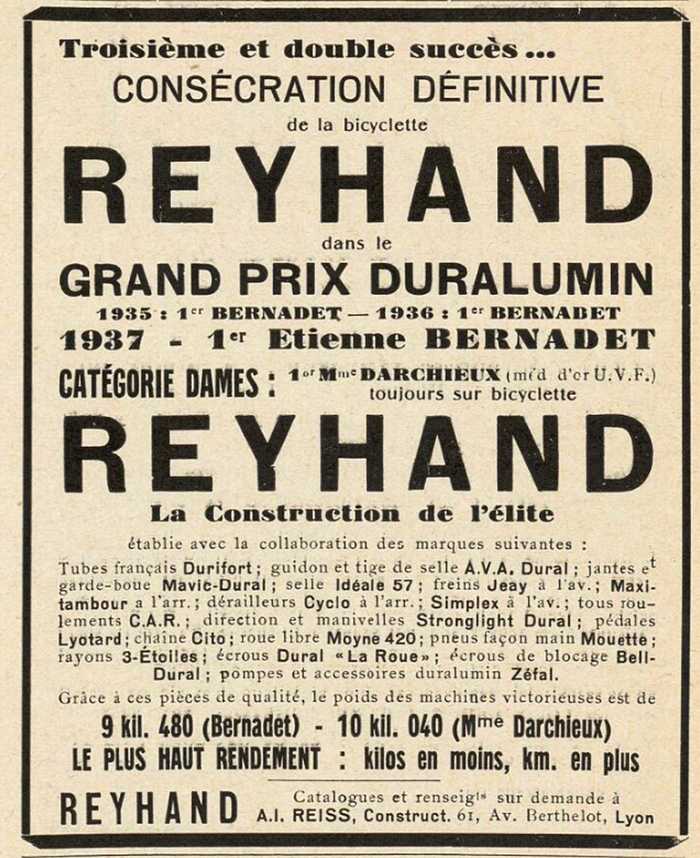 Troisième et double succès...
CONSÉCRATION DÉFINITIVE
de la bicyclette
REYHAND
dans le
GRAND PRIX DURALUMIN
1935 : 1er BERNADET — 1936 : 1er BERNADET
1937 - 1er Etienne BERNADET
CATÉGORIE DAMES : 1er Mme DARCHIEUX (méd d'or U.V.F.)
toujours sur bicyclette
REYHAND
La Construction de l'élite
établie avec la collaboration des marques suivantes :
Tubes français Durifort ; guidon et tige de selle A.V.A. Dural ; jantes et
garde-boue Mavic-Dural ; selle Idéale 57 ; freins Jeay à l'av. ; Maxi-
tambour a l'arr. ; dérailleurs Cyclo à l'arr. ; Simplex à l'av. ; tous rou-
lements C.A.R. ; direction et manivelles Stronglight Dural ; pédales
Lyotard ; chaîne Cito ; roue libre Moyne 420 ; pneus façon main Mouette ;
rayons 3-Étoiles ; écrous Dural « La Roue » ; écrous de blocage Bell-
Dural ; pompes et accessoires duralumin Zéfal.
Grâce à ces pièces de qualité, le poids des machines victorieuses est de
9 kil. 480 (Bernadet) - 10 kil. 040 (Mme Darchieux)
LE PLUS HAUT RENDEMENT : kilos en moins, km. en plus
REYHAND Catalogues et renseigts sur demande à
A.I. REISS, Construct. 61, Av. Berthelot, Lyon